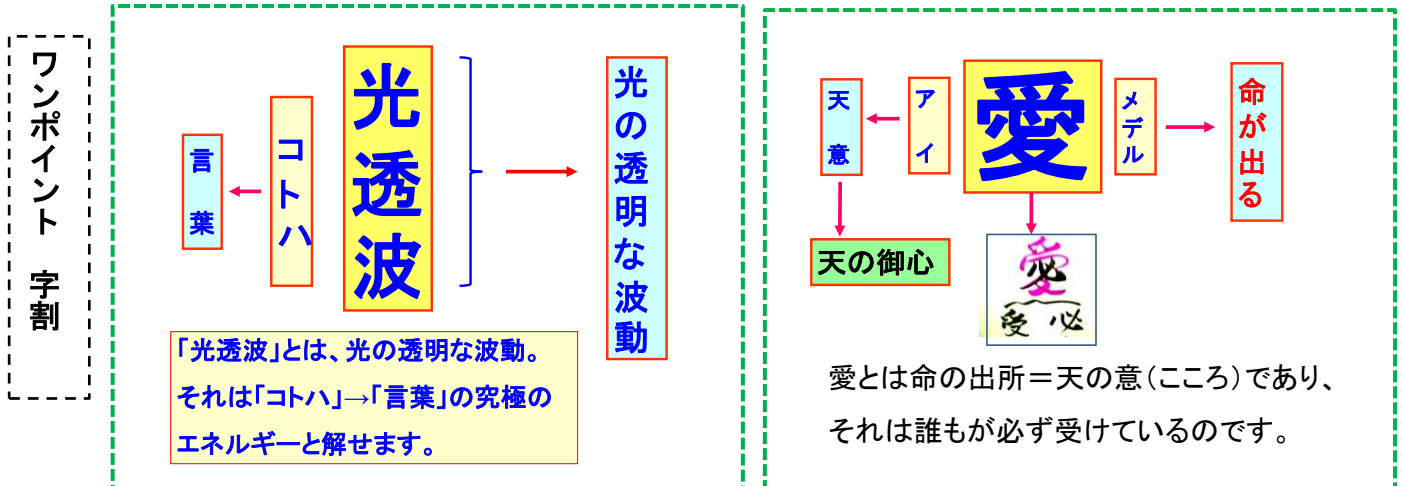 ワンポイント 字割
光透波
コトハ
言葉
光の透明な波動
「光透波」とは、光の透明な波動。
それは「コトハ」→「言葉」の究極の
エネルギーと解せます。
愛
アイ
天意
天の御心
メデル
命が出る
愛
受 必
愛とは命の出所＝天の意（こころ）であり、
それは誰もが必ず受けているのです。